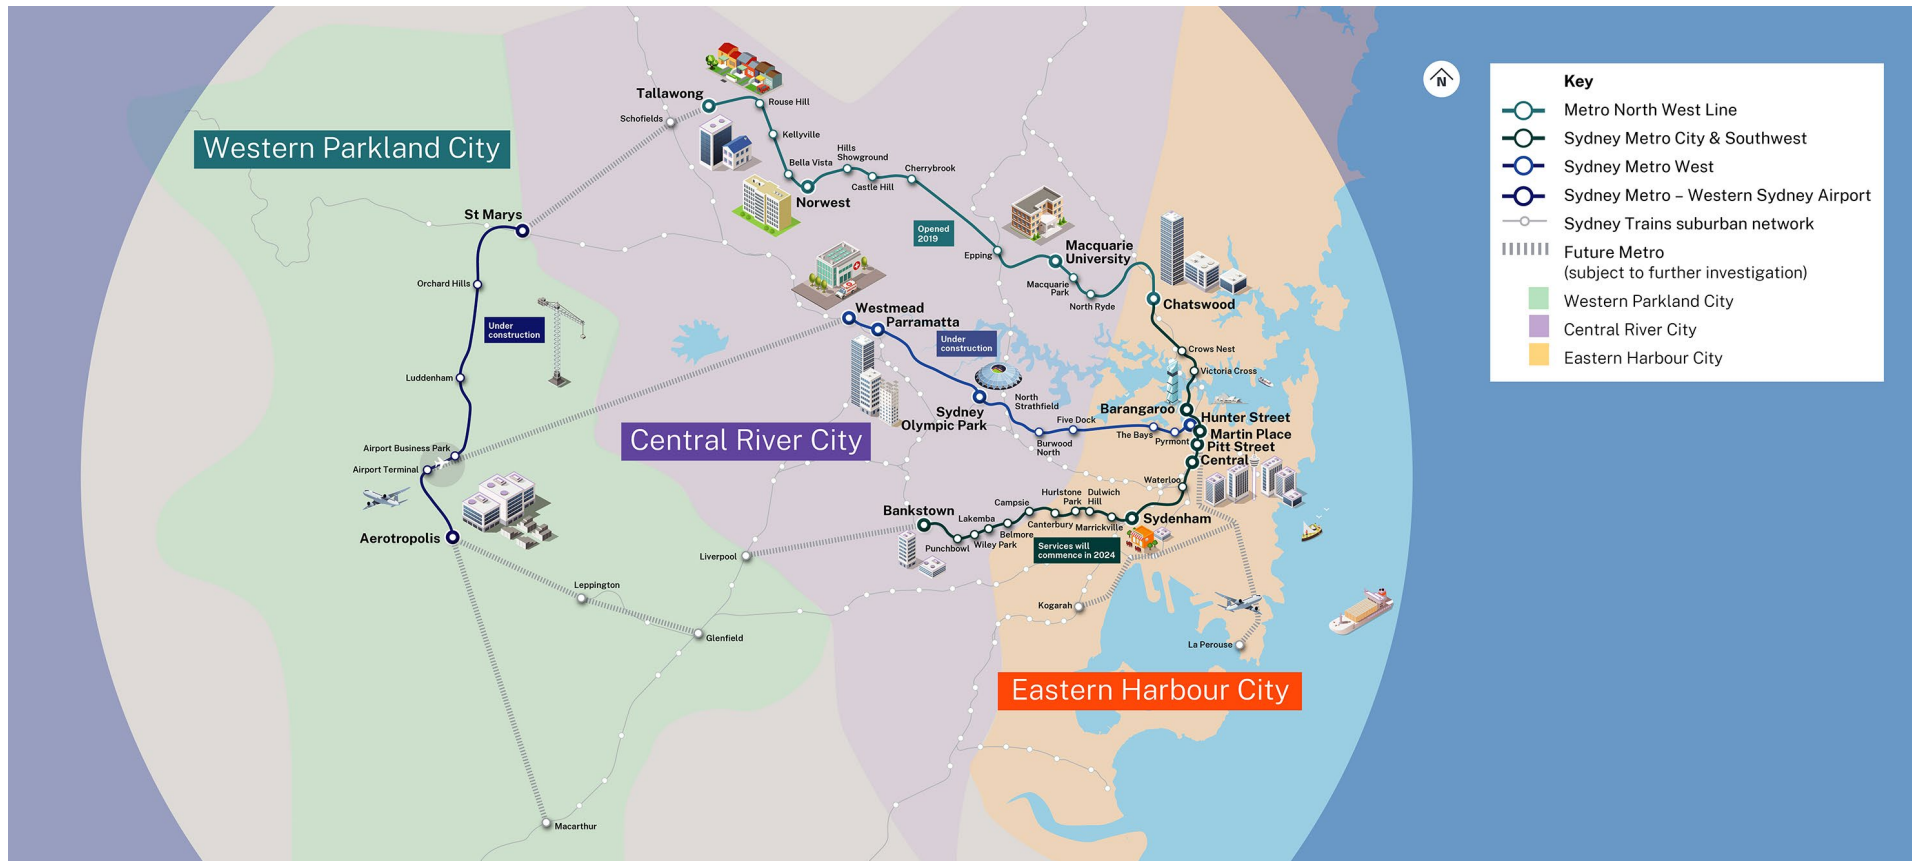 Key
Metro North West Line
Sydney Metro City & Southwest
Sydney Metro West
Sydney Metro – Western Sydney Airport
Sydney Trains suburban network
Future Metro
(subject to further investigation)
Western Parkland City
Central River City
Eastern Harbour City
N
Western Parkland City
Central River City
Eastern Harbour City
Tallawong
Rouse Hill
Schofields
Kellyville
Bella Vista
Hills
Showground
Norwest
Castle Hill
Cherrybrook
Opened
2019
Epping
Macquarie
University
Macquarie
Park
North Ryde
Chatswood
Crows Nest
Victoria Cross
Barangaroo
Hunter Street
Martin Place
Pitt Street
Central
Waterloo
Sydenham
Marrickville
Dulwich
Hill
Hurlstone
Park
Canterbury
Campsie
Belmore
Lakemba
Wiley Park
Punchbowl
Bankstown
Services will
commence in 2024
Westmead
Parramatta
Under
construction
Sydney
Olympic Park
North
Strathfield
Burwood
North
Five Dock
The Bays
Pyrmont
St Marys
Orchard Hills
Under
construction
Luddenham
Airport Business Park
Airport Terminal
Aerotropolis
Leppington
Glenfield
Liverpool
Macarthur
Kogarah
La Perouse